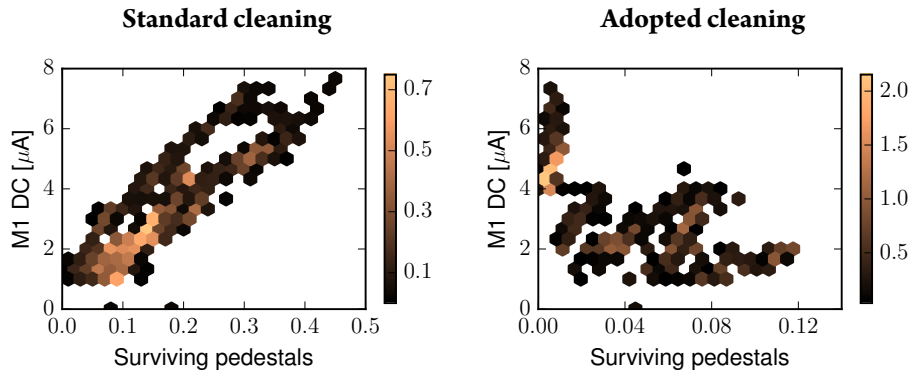 Standard cleaning
Adopted cleaning
M1 DC [μA]
8
6
4
2
0
0.0 0.1 0.2 0.3 0.4 0.5
Surviving pedestals
0.7
0.5
0.3
0.1
M1 DC [μA]
8
6
4
2
0
0.00 0.04 0.08 0.12
Surviving pedestals
2.0
1.5
1.0
0.5